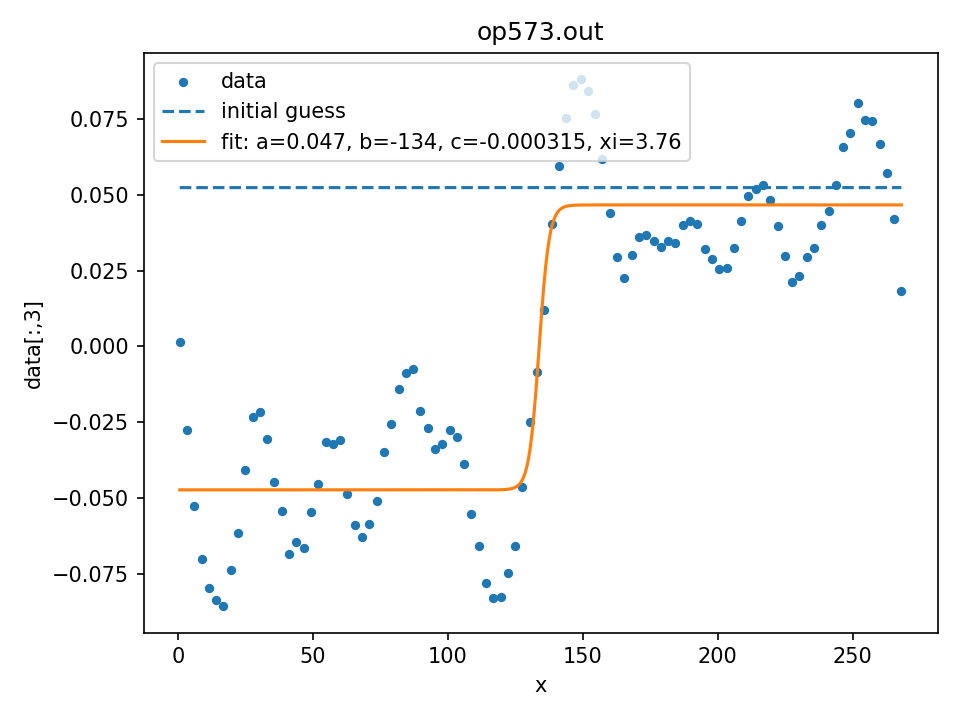 op573.out
data
initial guess
fit: a=0.047, b=-134, c=-0.000315, xi=3.76
data[:,3]
0.075
0.050
0.025
0.000
−0.025
−0.050
−0.075
0 50 100 150 200 250
x